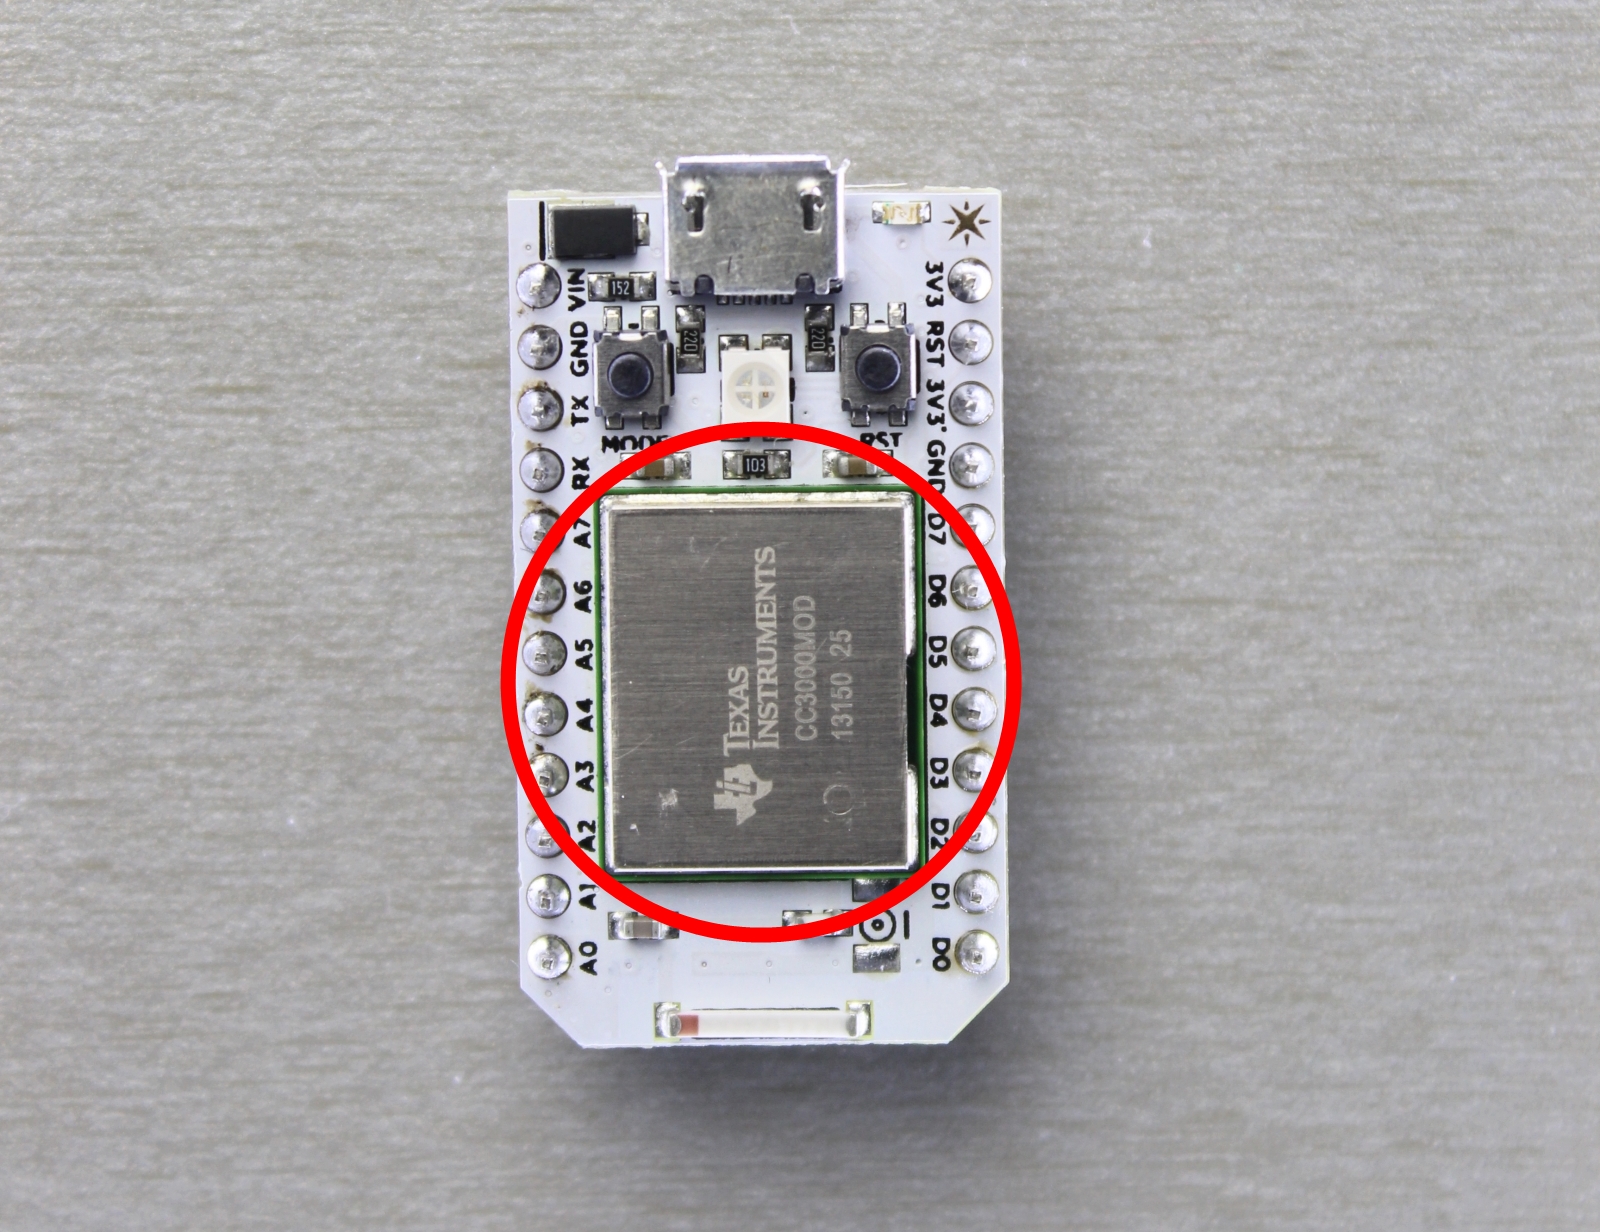 152
220
220
MODE
RST
103
VIN
GND
TX
RX
A7
A6
A5
A4
A3
A2
A1
A0
3V3
RST
3V3*
GND
D7
D6
D5
D4
D3
D2
D1
D0
TEXAS
INSTRUMENTS
CC3000MOD
13150 25